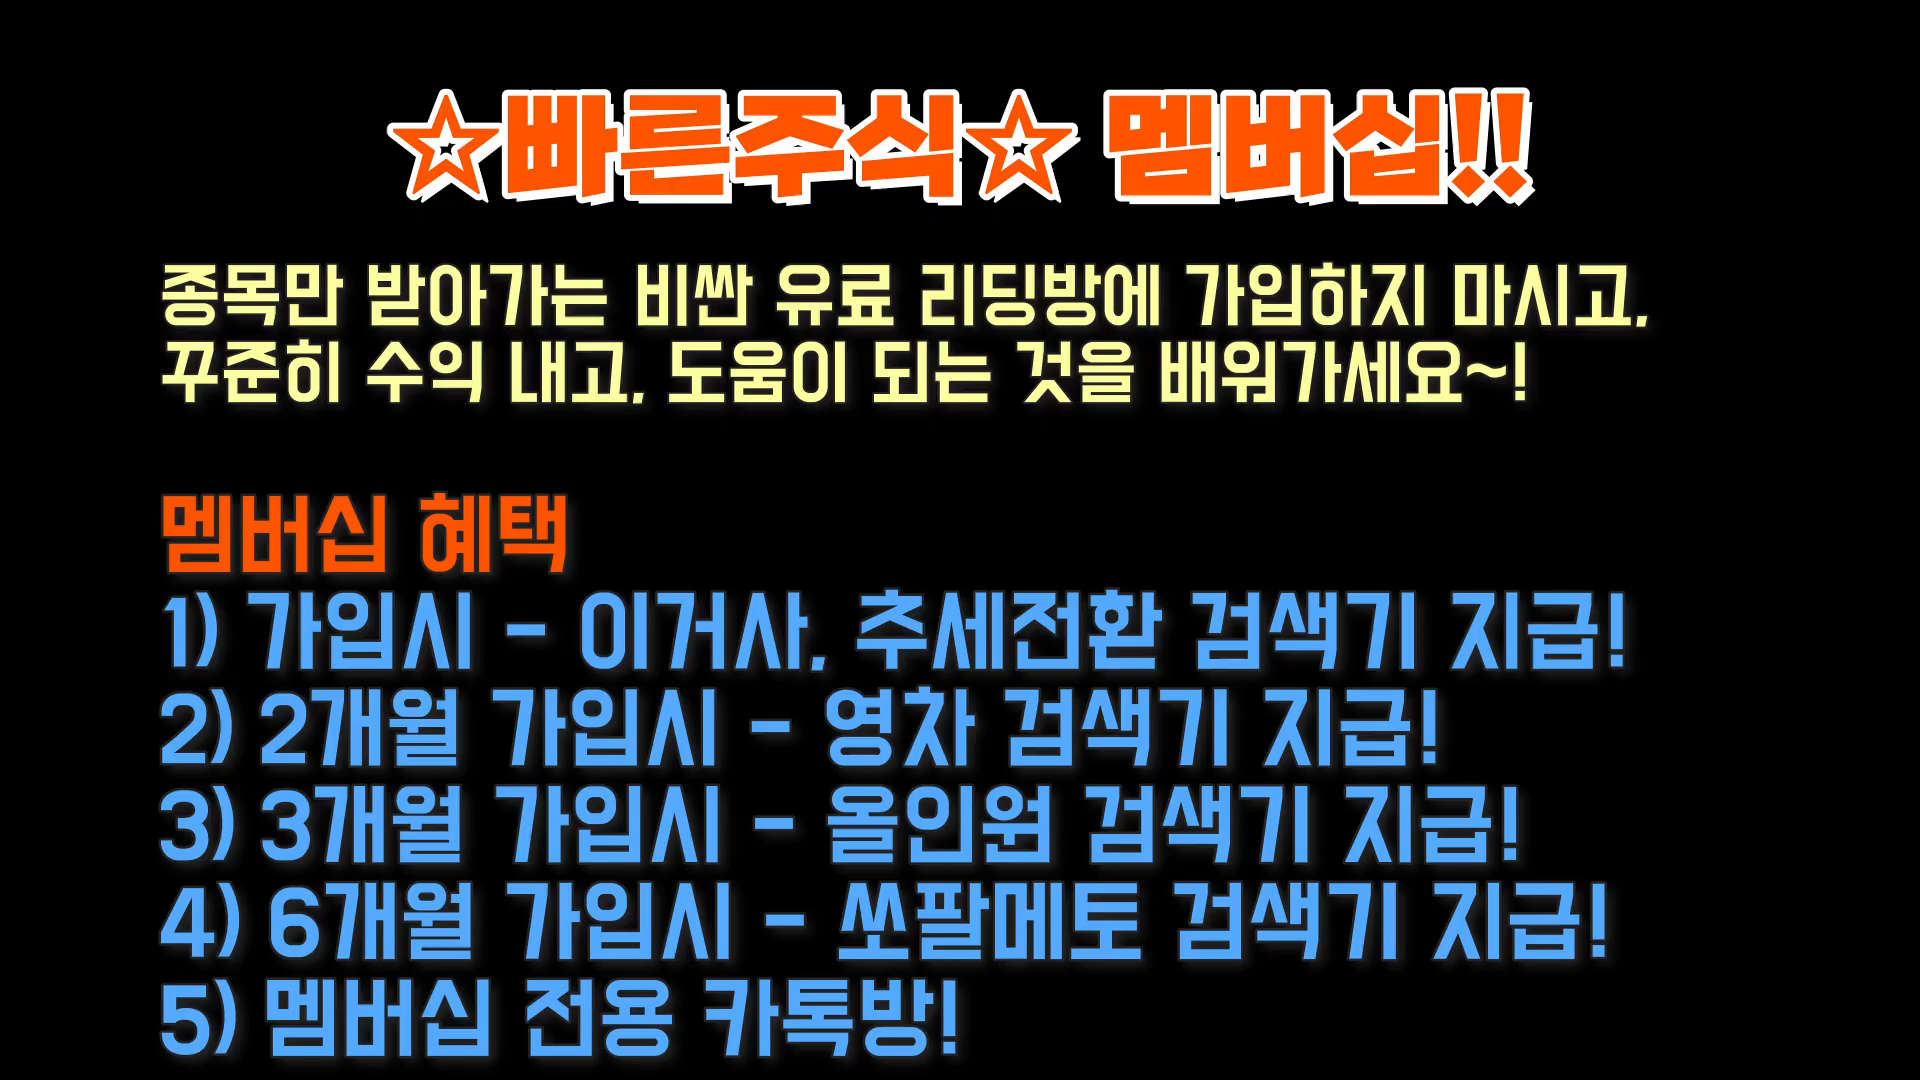 ☆빠른주식☆ 멤버십!!
종목만 받아가는 비싼 유료 리딩방에 가입하지 마시고,
꾸준히 수익 내고, 도움이 되는 것을 배워가세요~!
멤버십 혜택
1) 가입시 - 이거사, 추세전환 검색기 지급!
2) 2개월 가입시 - 영차 검색기 지급!
3) 3개월 가입시 - 올인원 검색기 지급!
4) 6개월 가입시 - 쏘팔메토 검색기 지급!
5) 멤버십 전용 카톡방!